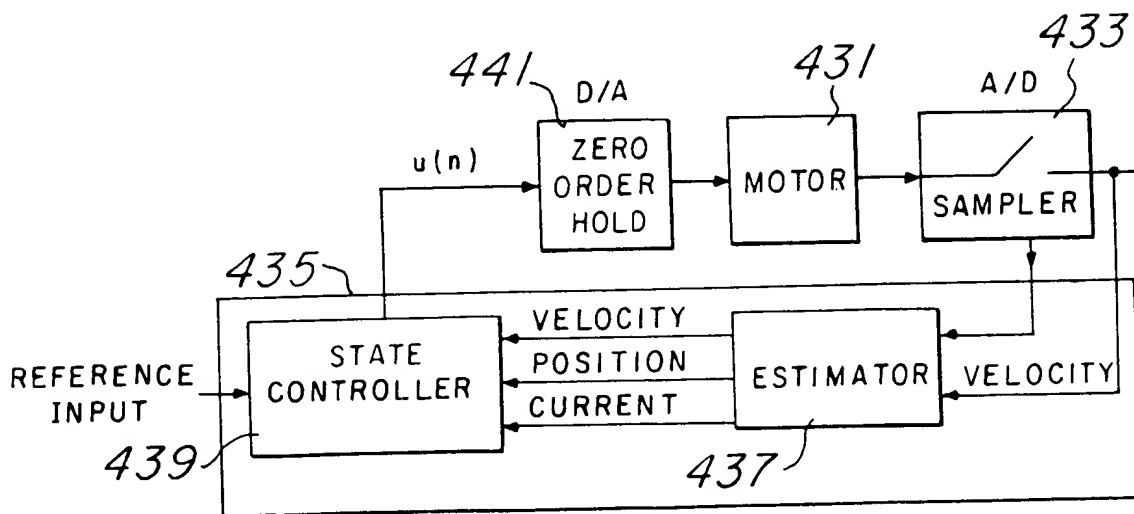 441
D/A
431
433
A/D
u(n)
ZERO
ORDER
HOLD
MOTOR
SAMPLER
435
REFERENCE
INPUT
STATE
CONTROLLER
VELOCITY
POSITION
CURRENT
ESTIMATOR
VELOCITY
439
437